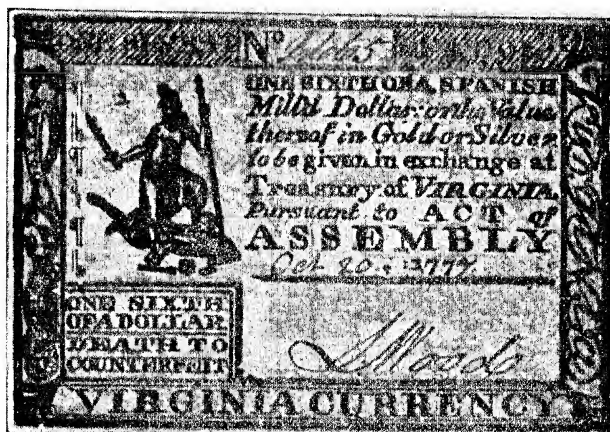 No
ONE SIXTH OF A SPANISH
Mill'd Dollar or the Value
thereof in Gold or Silver
to be given in exchange at
Treasury of VIRGINIA.
Pursuant to ACT of
ASSEMBLY
Oct. 20. 1777.
ONE SIXTH
OF A DOLLAR
DEATH TO
COUNTERFEIT
VIRGINIA CURRENCY